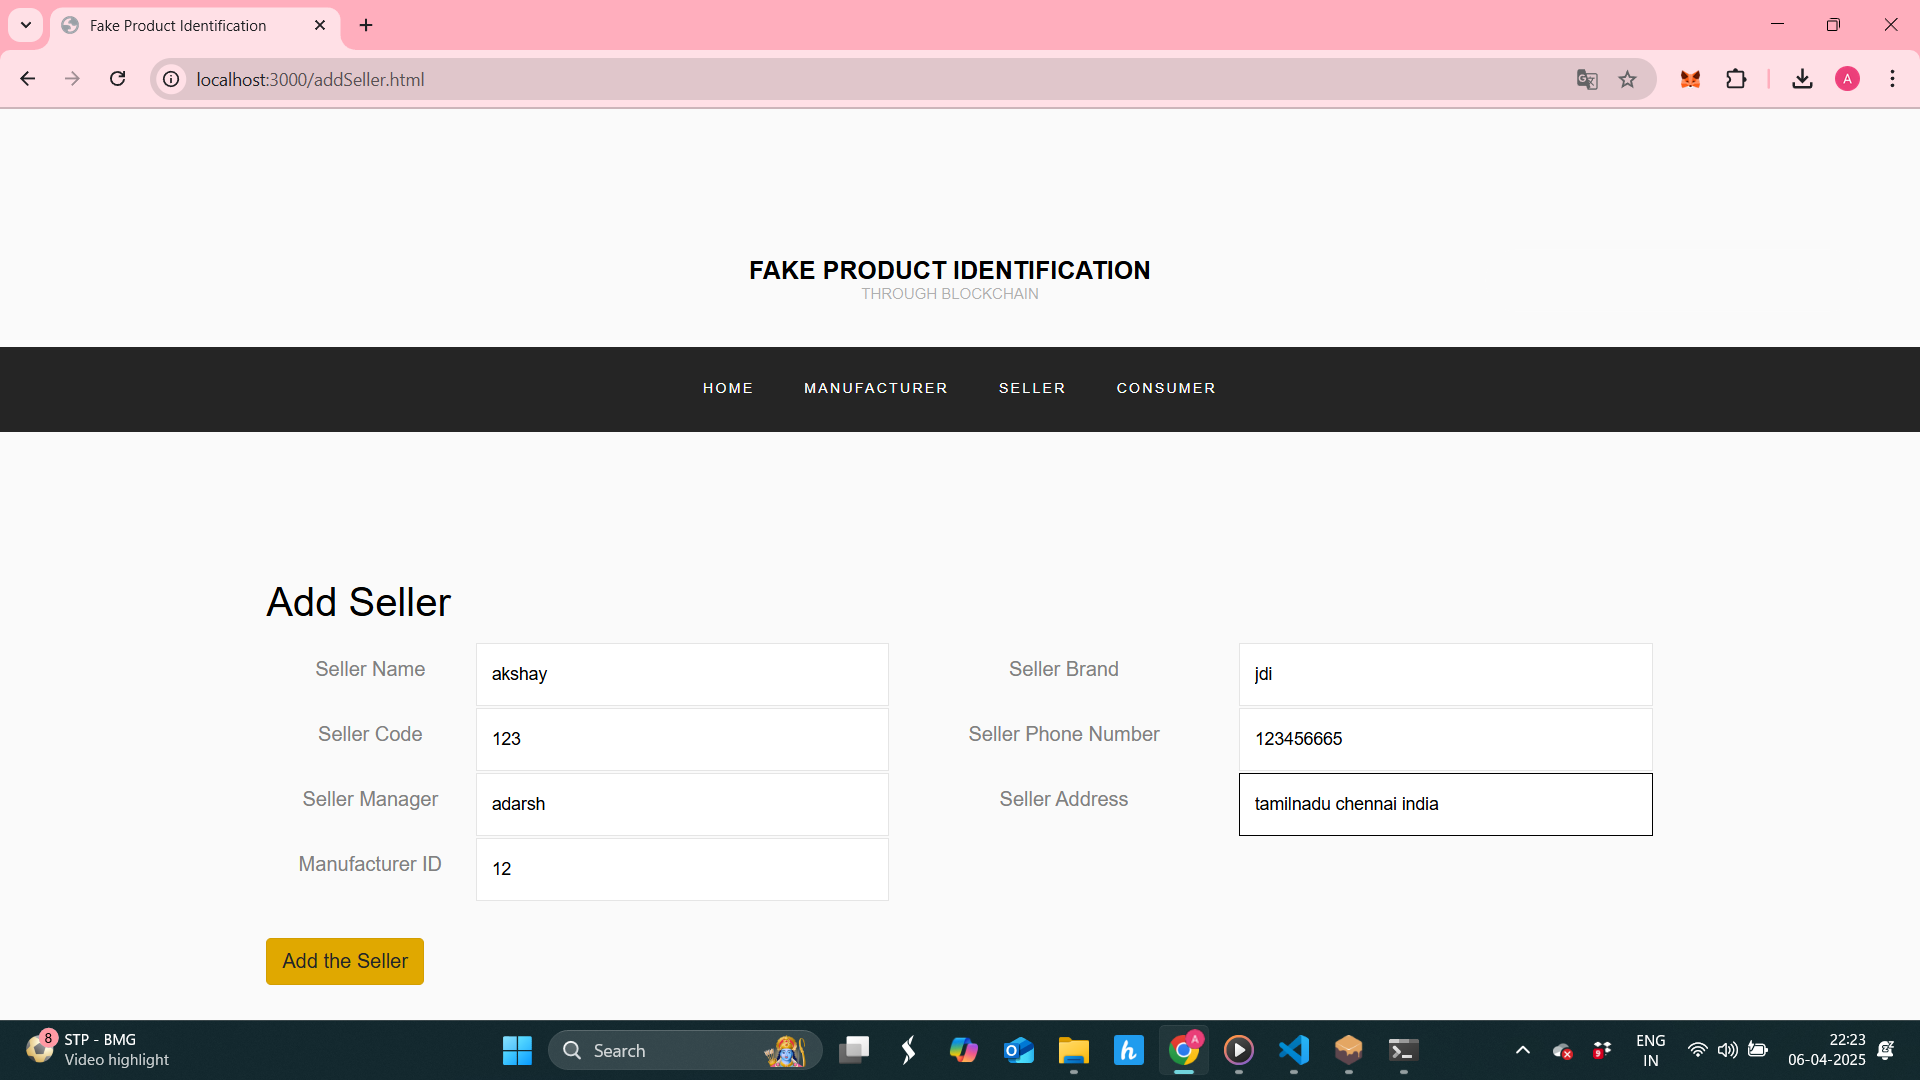 Fake Product Identification
localhost:3000/addSeller.html
A
FAKE PRODUCT IDENTIFICATION
THROUGH BLOCKCHAIN
HOME MANUFACTURER SELLER CONSUMER
Add Seller
Seller Name akshay Seller Brand jdi
Seller Code 123 Seller Phone Number 123456665
Seller Manager adarsh Seller Address tamilnadu chennai india
Manufacturer ID 12
Add the Seller
8 STP - BMG
Video highlight
Search
A
9
ENG
IN
22:23
06-04-2025